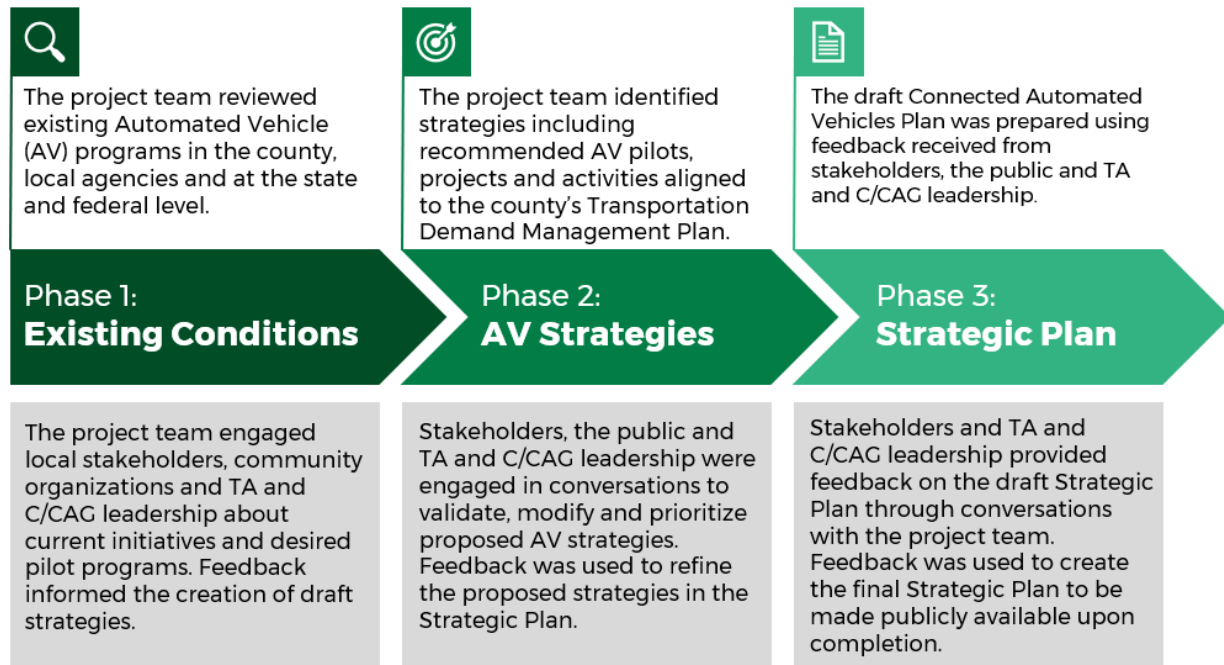 The project team reviewed
existing Automated Vehicle
(AV) programs in the county,
local agencies and at the state
and federal level.
Phase 1:
Existing Conditions
The project team engaged
local stakeholders, community
organizations and TA and
C/CAG leadership about
current initiatives and desired
pilot programs. Feedback
informed the creation of draft
strategies.
The project team identified
strategies including
recommended AV pilots,
projects and activities aligned
to the county's Transportation
Demand Management Plan.
Phase 2:
AV Strategies
Stakeholders, the public and
TA and C/CAG leadership were
engaged in conversations to
validate, modify and prioritize
proposed AV strategies.
Feedback was used to refine
the proposed strategies in the
Strategic Plan.
The draft Connected Automated
Vehicles Plan was prepared using
feedback received from
stakeholders, the public and TA
and C/CAG leadership.
Phase 3:
Strategic Plan
Stakeholders and TA and
C/CAG leadership provided
feedback on the draft Strategic
Plan through conversations
with the project team.
Feedback was used to create
the final Strategic Plan to be
made publicly available upon
completion.